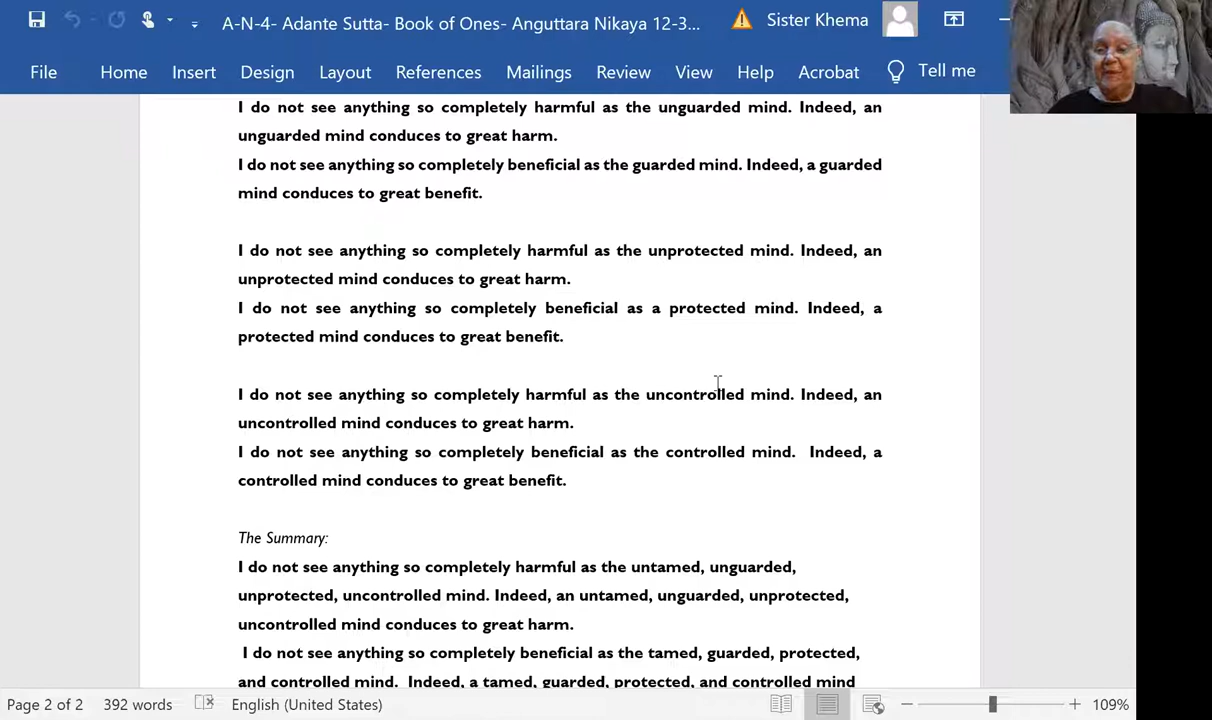 A-N-4- Adante Sutta- Book of Ones- Anguttara Nikaya 12-3...
Sister Khema
File Home Insert Design Layout References Mailings Review View Help Acrobat Tell me
I do not see anything so completely harmful as the unguarded mind. Indeed, an
unguarded mind conduces to great harm.
I do not see anything so completely beneficial as the guarded mind. Indeed, a guarded
mind conduces to great benefit.
I do not see anything so completely harmful as the unprotected mind. Indeed, an
unprotected mind conduces to great harm.
I do not see anything so completely beneficial as a protected mind. Indeed, a
protected mind conduces to great benefit.
I do not see anything so completely harmful as the uncontrolled mind. Indeed, an
uncontrolled mind conduces to great harm.
I do not see anything so completely beneficial as the controlled mind. Indeed, a
controlled mind conduces to great benefit.
The Summary:
I do not see anything so completely harmful as the untamed, unguarded,
unprotected, uncontrolled mind. Indeed, an untamed, unguarded, unprotected,
uncontrolled mind conduces to great harm.
I do not see anything so completely beneficial as the tamed, guarded, protected,
and controlled mind. Indeed, a tamed, guarded, protected, and controlled mind
Page 2 of 2 392 words English (United States) 109%